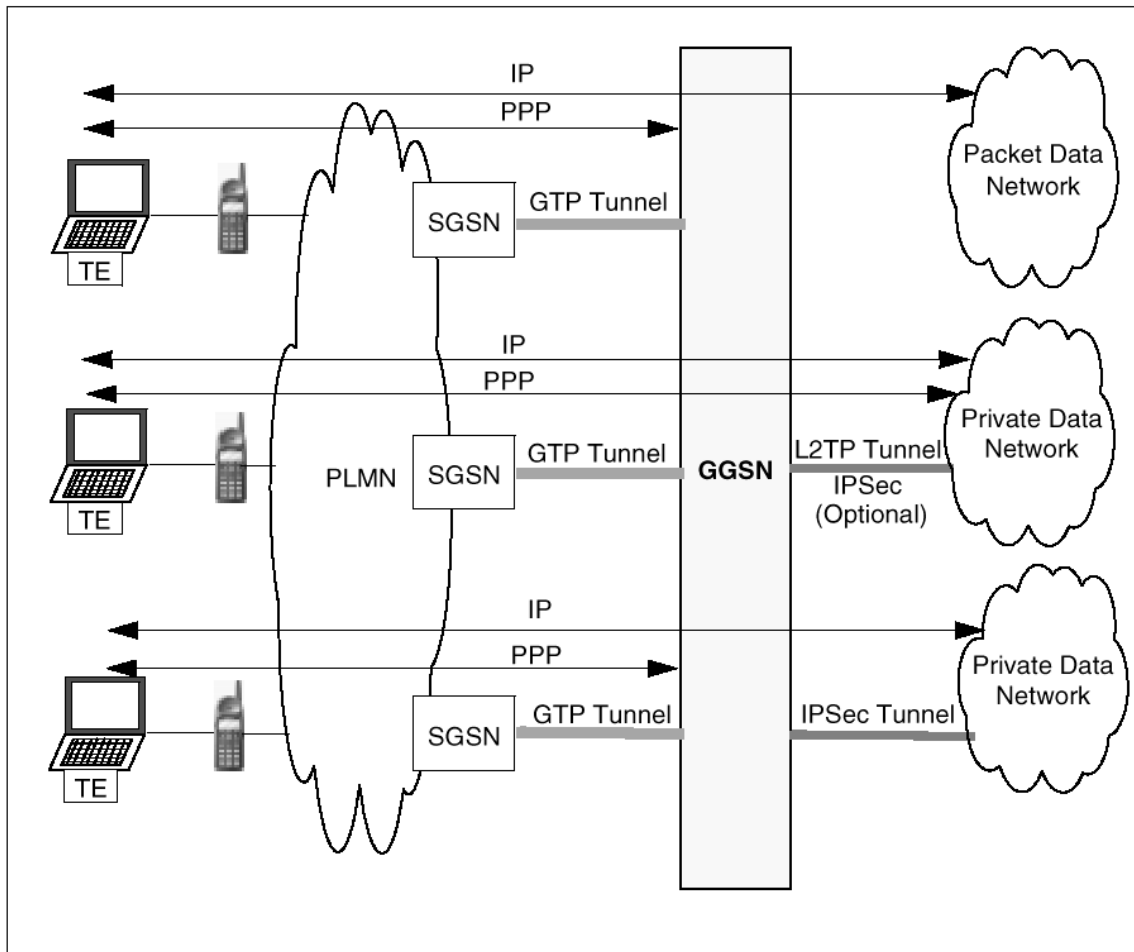 IP
PPP
Packet Data
Network
SGSN
GTP Tunnel
TE
IP
PPP
Private Data
Network
PLMN
SGSN
GTP Tunnel
GGSN
L2TP Tunnel
IPSec
(Optional)
TE
IP
PPP
Private Data
Network
SGSN
GTP Tunnel
IPSec Tunnel
TE